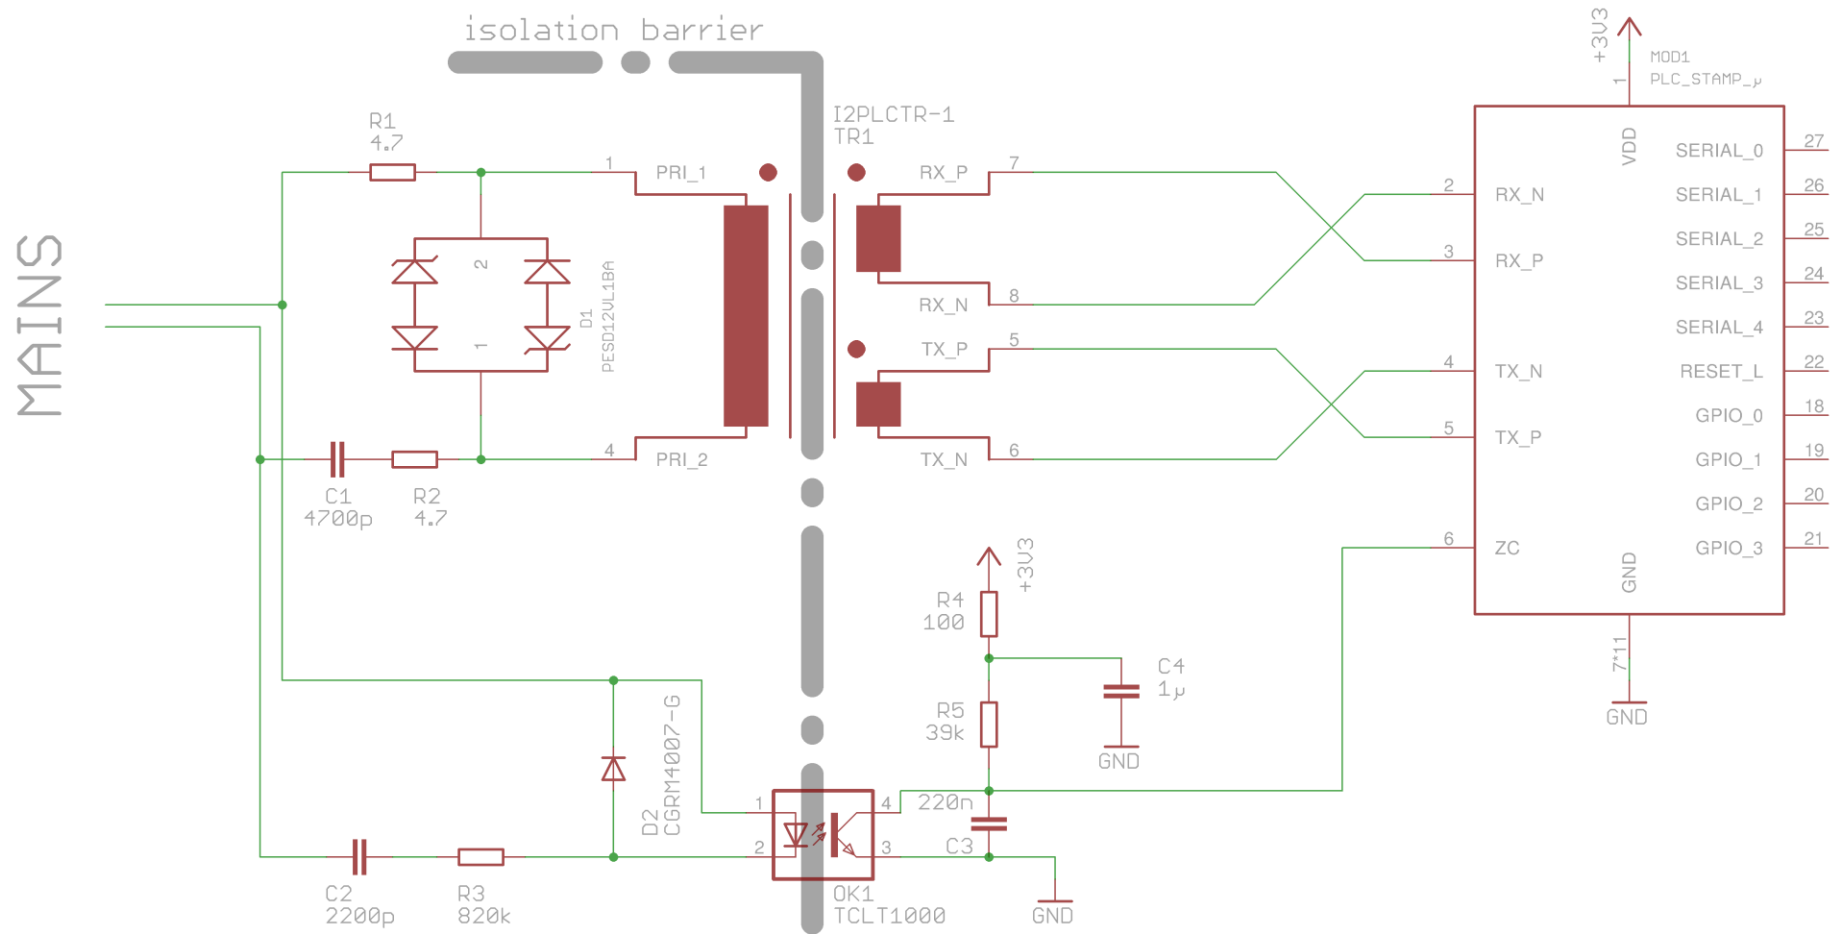 isolation barrier
MAINS
R1
4.7
1
PRI_1
2
1
D1
PESD12VL1BA
4
PRI_2
C1
4700p
R2
4.7
I2PLCTR-1
TR1
RX_P
7
RX_N
8
TX_P
5
TX_N
6
+3V3
MOD1
PLC_STAMP_µ
1
VDD
2
RX_N
3
RX_P
4
TX_N
5
TX_P
6
ZC
SERIAL_0
27
SERIAL_1
26
SERIAL_2
25
SERIAL_3
24
SERIAL_4
23
RESET_L
22
GPIO_0
18
GPIO_1
19
GPIO_2
20
GPIO_3
21
GND
7*11
GND
+3V3
R4
100
C4
1µ
GND
R5
39k
220n
C3
GND
D2
CGRM4007-G
1
2
4
3
OK1
TCLT1000
C2
2200p
R3
820k